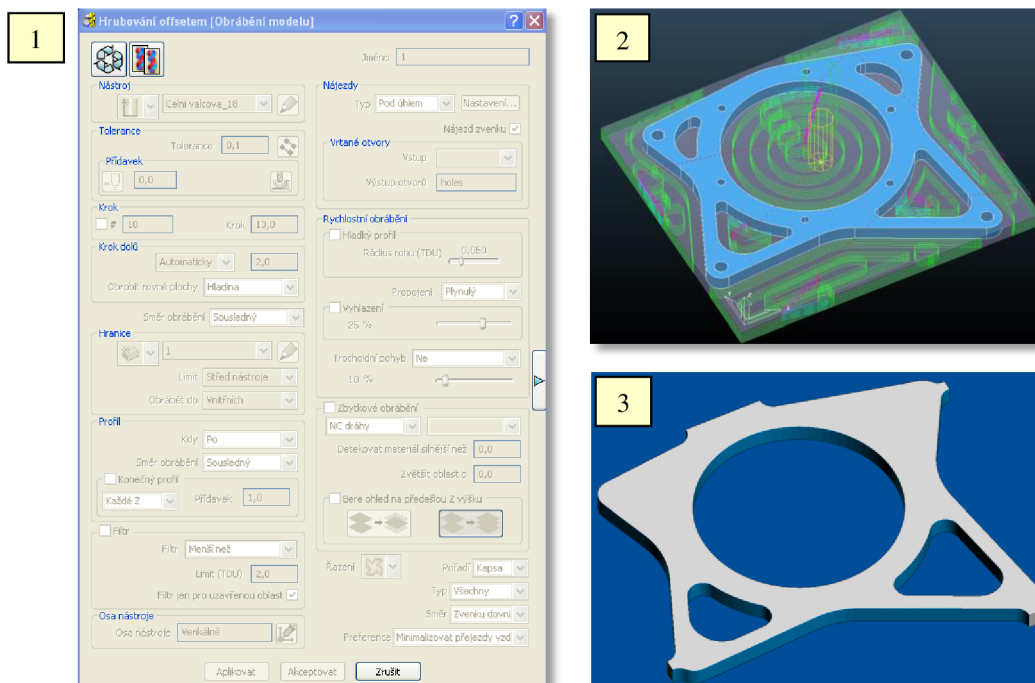 1
Hrubování offsetem [Obrábění modelu]
Jméno 1
Nástroj
Celni valcova_18
Tolerance
Tolerance 0,1
Přídavek
0,0
Krok
# 10 Krok 13,0
Krok dolů
Automaticky 2,0
Obrobit rovné plochy Hladina
Směr obrábění Sousledný
Hranice
1
Limit Střed nástroje
Obrábět do Vnitřních
Profil
Kdy Po
Směr obrábění Sousledný
Konečný profil
Každé Z Přídavek 1,0
Filtr
Filtr Menší než
Limit (TDU) 2,0
Filtr jen pro uzavřenou oblast
Osa nástroje
Osa nástroje Vertikálně
Nájezdy
Typ Pod úhlem Nastavení...
Nájezd zvenku
Vrtané otvory
Vstup
Výstup otvorů holes
Rychlostní obrábění
Hladký profil
Rádius rohu (TDU) 0,050
Propojení Plynulý
Vyhlazení
25 %
Trochoidní pohyb Ne
10 %
Zbytkové obrábění
NC dráhy
Detekovat materiál silnější než 0,0
Zvětšit oblast o 0,0
Bere ohled na předešlou Z výšku
Řazení Pořadí Kapsa
Typ Všechny
Směr Zvenku dovni
Preference Minimalizovat přejezdy vzd
Aplikovat Akceptovat Zrušit
2
3